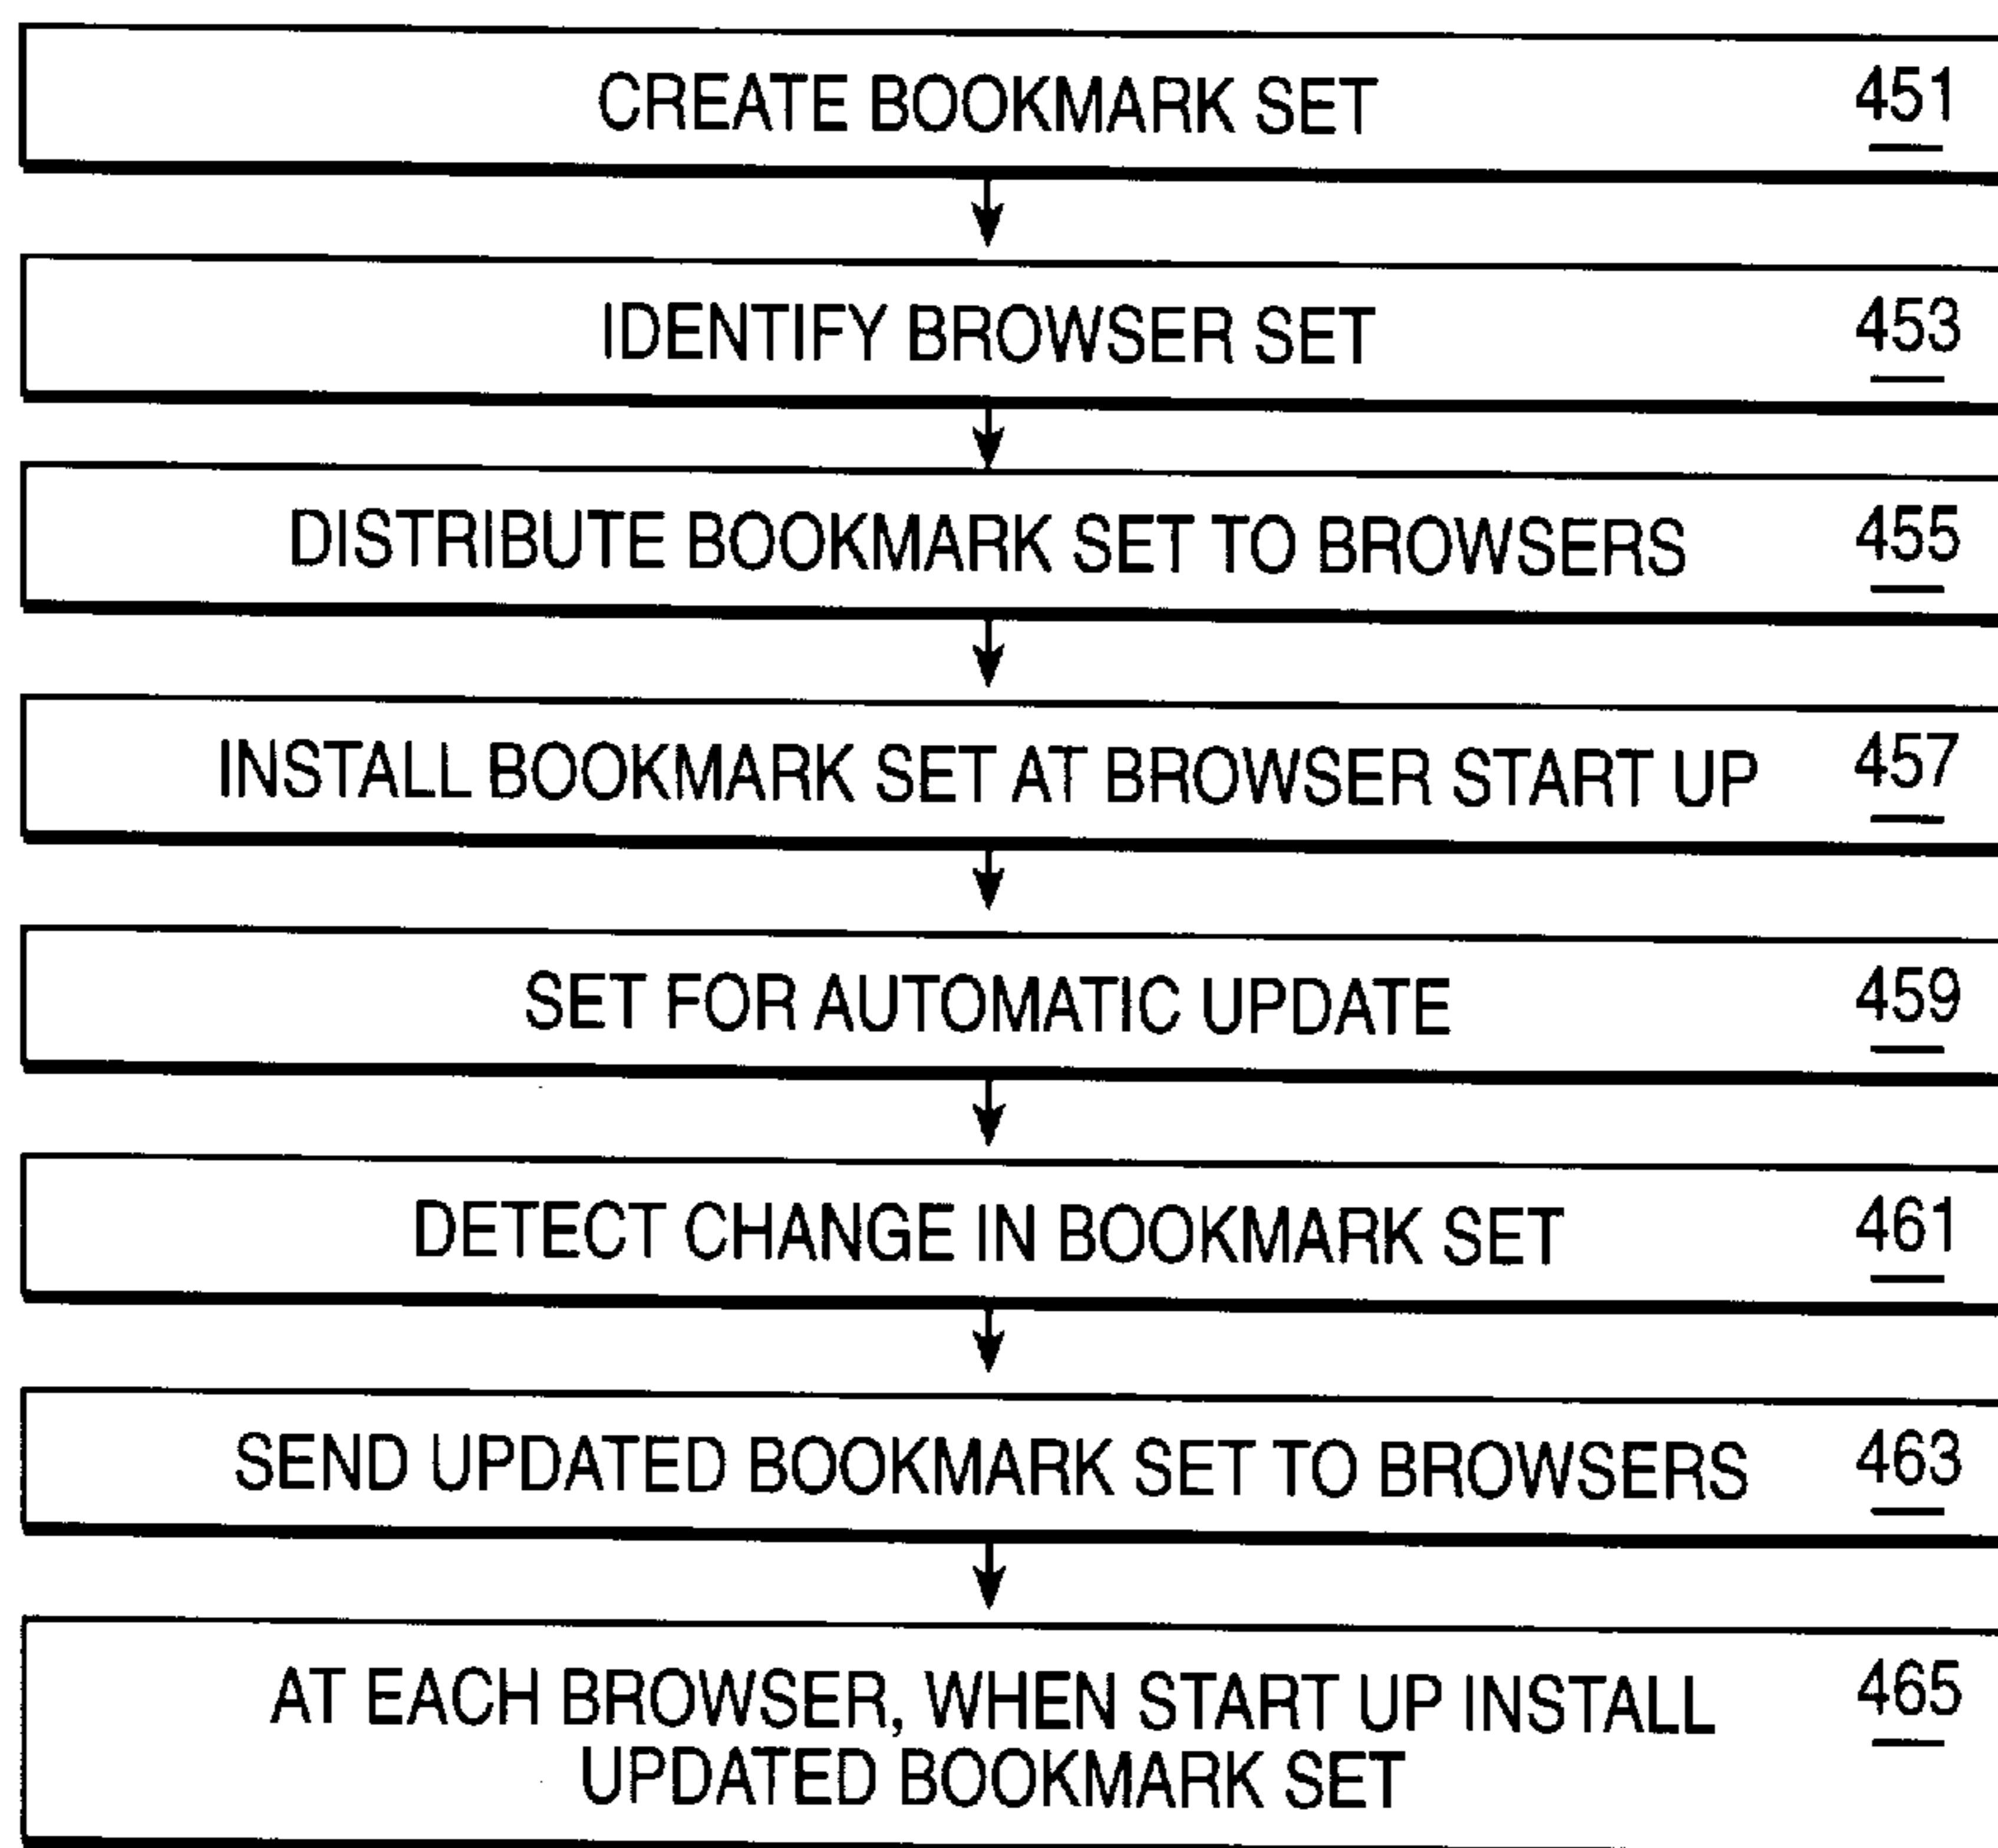 CREATE BOOKMARK SET 451
IDENTIFY BROWSER SET 453
DISTRIBUTE BOOKMARK SET TO BROWSERS 455
INSTALL BOOKMARK SET AT BROWSER START UP 457
SET FOR AUTOMATIC UPDATE 459
DETECT CHANGE IN BOOKMARK SET 461
SEND UPDATED BOOKMARK SET TO BROWSERS 463
AT EACH BROWSER, WHEN START UP INSTALL 465
UPDATED BOOKMARK SET